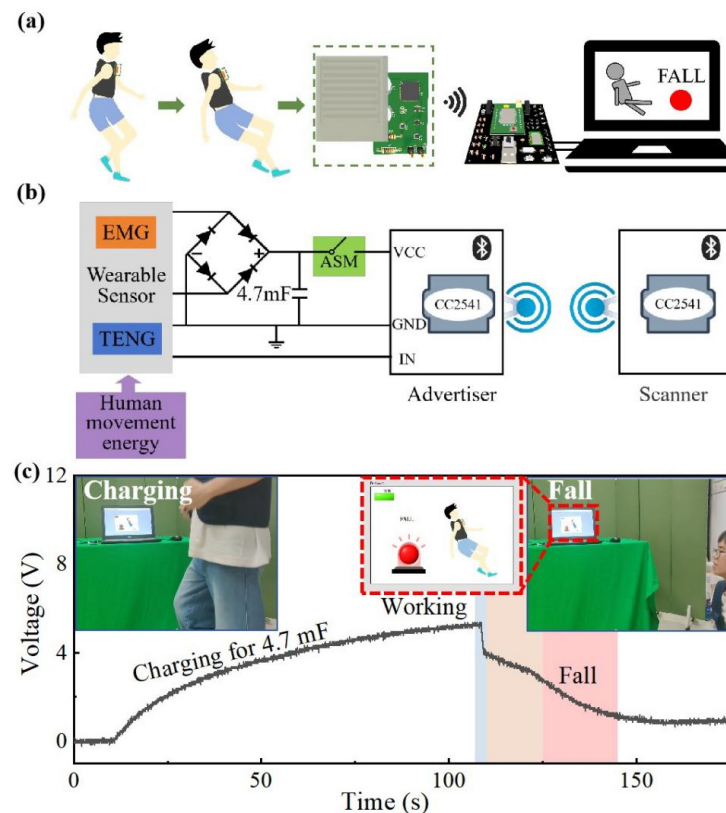 (a)
FALL
(b)
EMG
Wearable
Sensor
TENG
Human
movement
energy
4.7mF
ASM
VCC
GND
IN
CC2541
Advertiser
CC2541
Scanner
(c)
Charging
FALL
Fall
Working
Charging for 4.7 mF
Fall
Voltage (V)
12
8
4
0
0
50
100
150
Time (s)